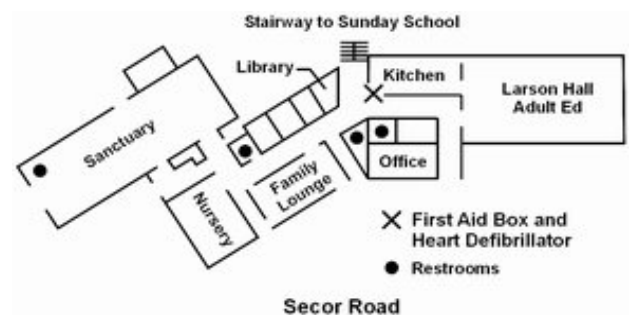 Stairway to Sunday School
Library
Kitchen
Larson Hall
Adult Ed
Sanctuary
Office
Family
Lounge
Nursery
First Aid Box and
Heart Defibrillator
Restrooms
Secor Road